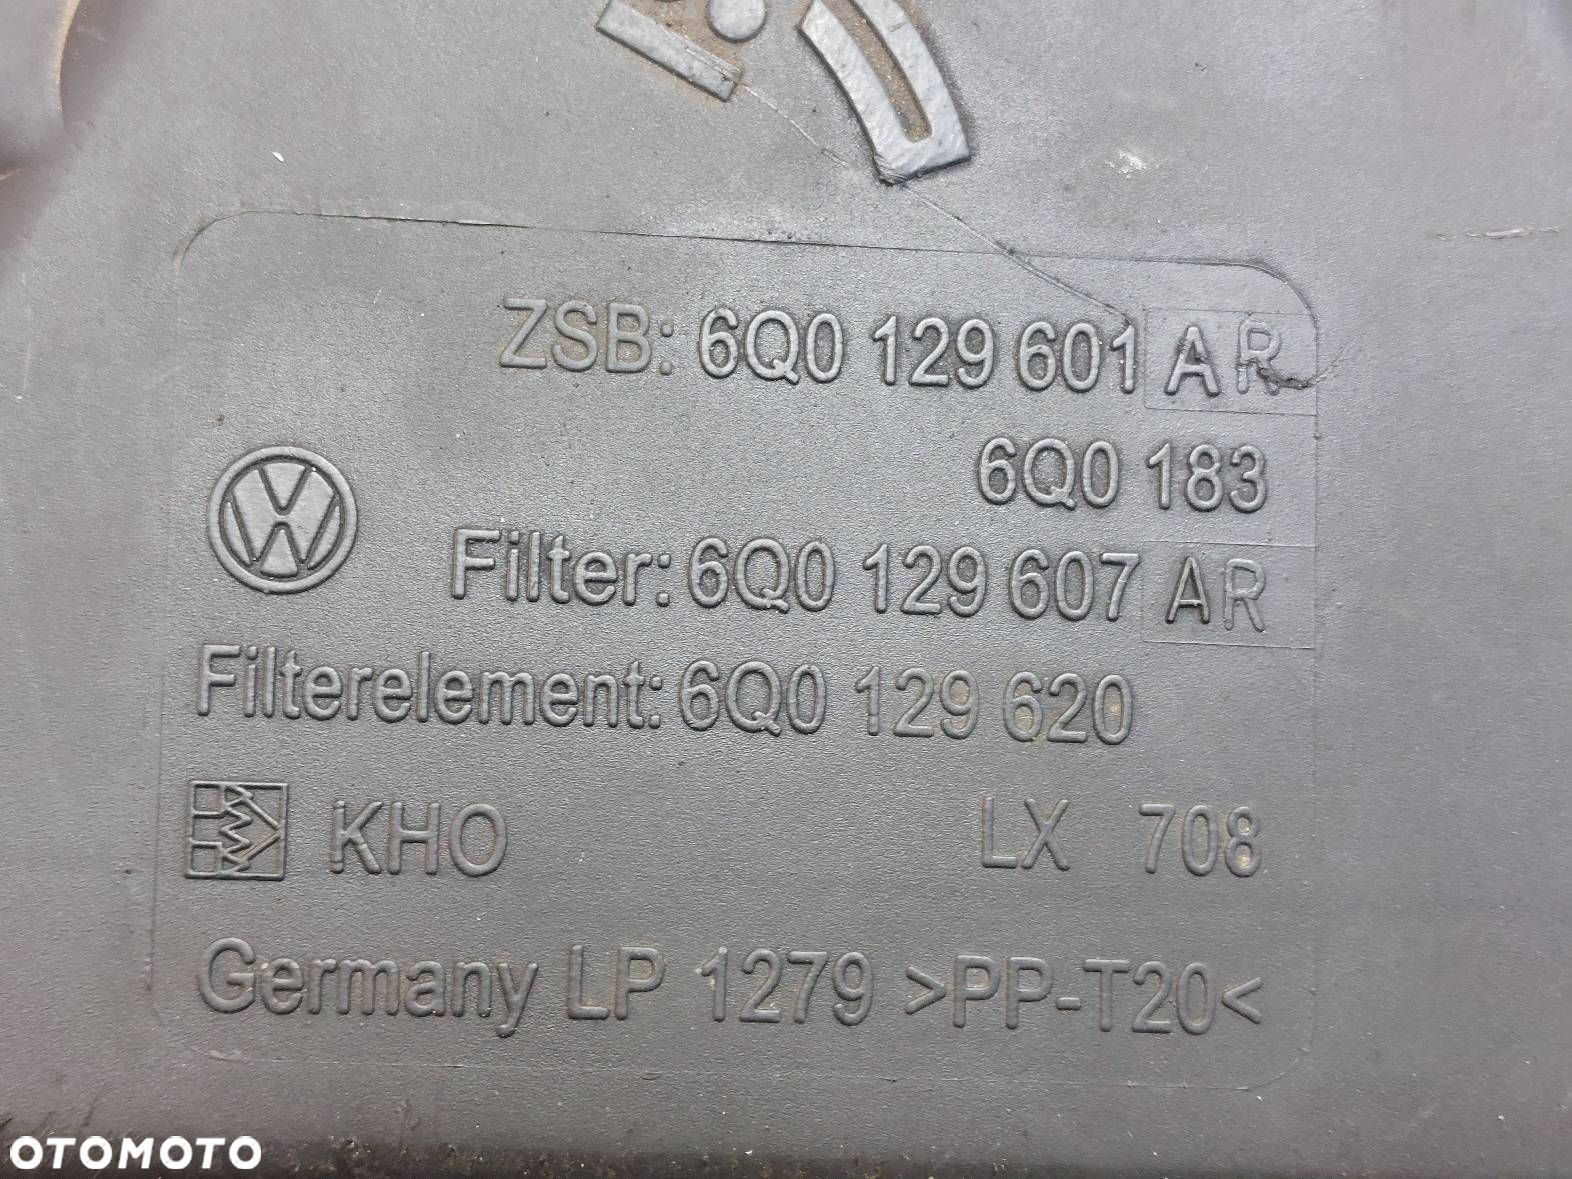 ZSB: 6Q0 129 601 AR
6Q0 183
Filter: 6Q0 129 607 AR
Filterelement: 6Q0 129 620
KHO LX 708
Germany LP 1279 >PP-T20<
OTOMOTO